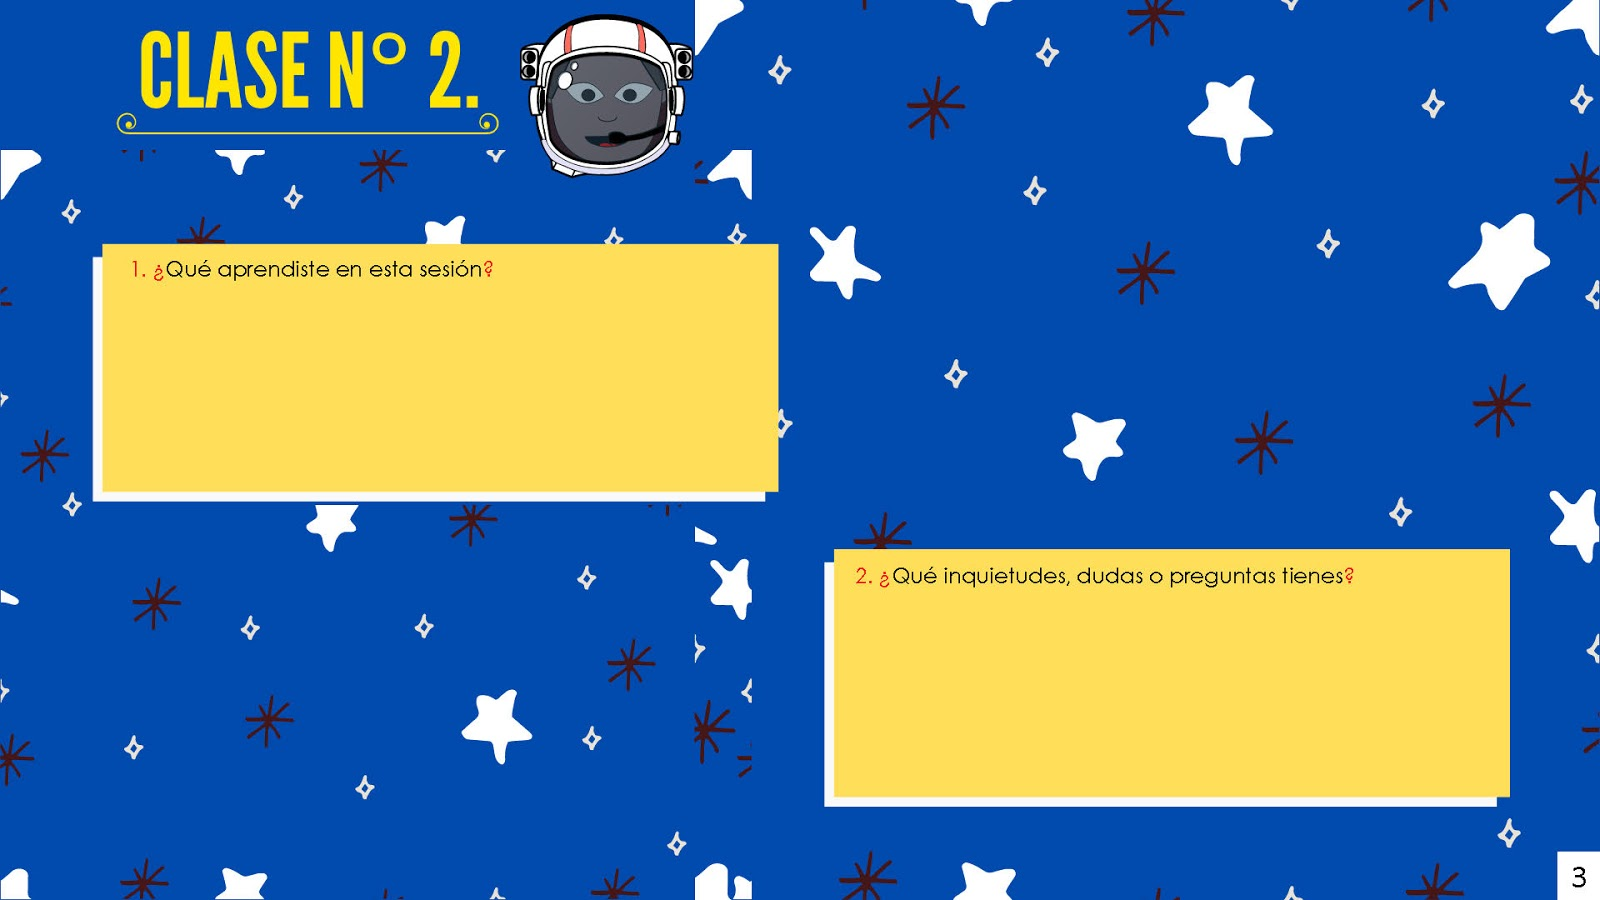 CLASE N° 2.
1. ¿Qué aprendiste en esta sesión?
2. ¿Qué inquietudes, dudas o preguntas tienes?
3